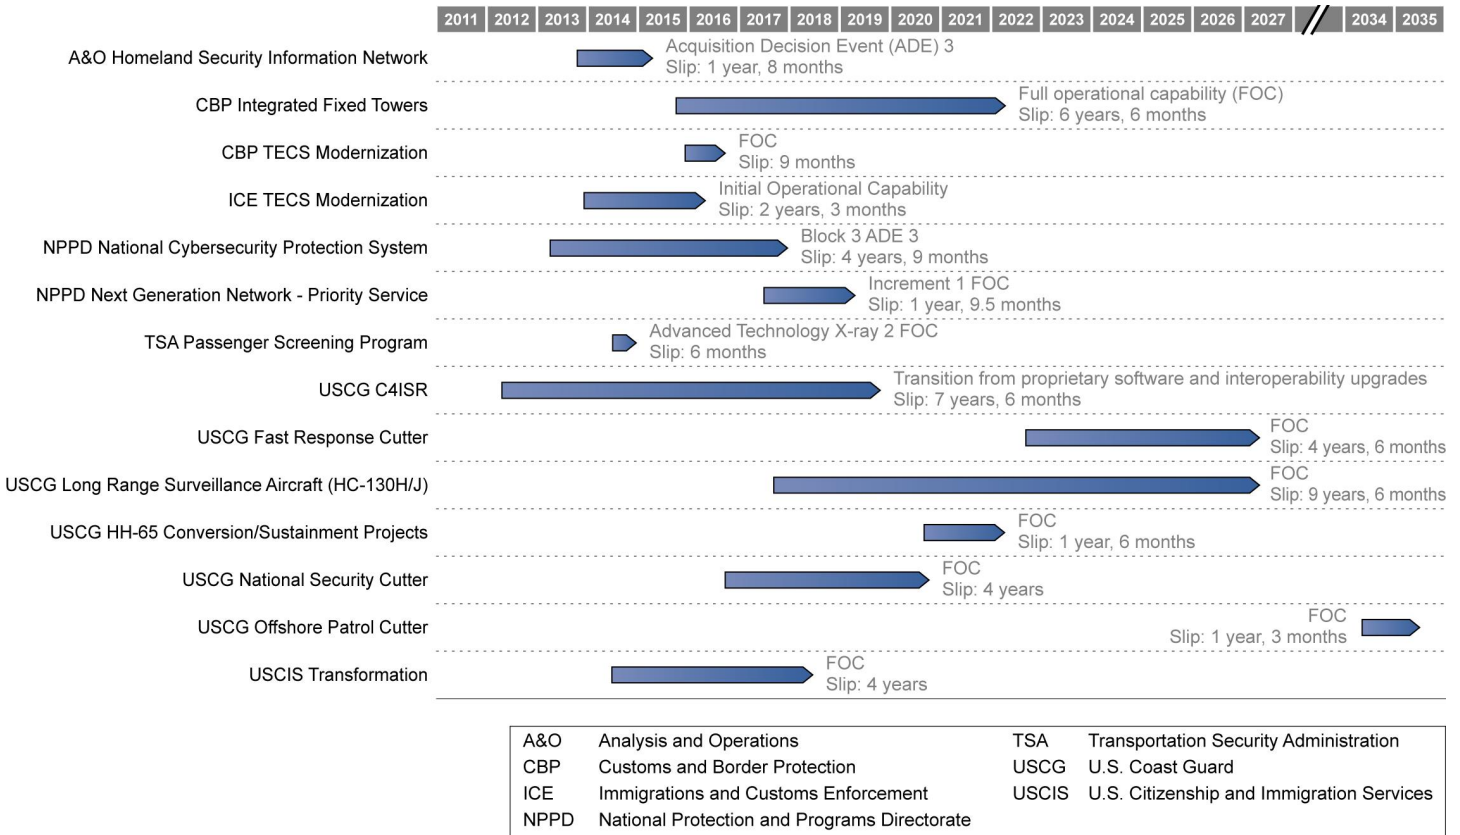 2011 2012 2013 2014 2015 2016 2017 2018 2019 2020 2021 2022 2023 2024 2025 2026 2027 2034 2035
A&O Homeland Security Information Network
Acquisition Decision Event (ADE) 3
Slip: 1 year, 8 months
CBP Integrated Fixed Towers
Full operational capability (FOC)
Slip: 6 years, 6 months
CBP TECS Modernization
FOC
Slip: 9 months
ICE TECS Modernization
Initial Operational Capability
Slip: 2 years, 3 months
NPPD National Cybersecurity Protection System
Block 3 ADE 3
Slip: 4 years, 9 months
NPPD Next Generation Network - Priority Service
Increment 1 FOC
Slip: 1 year, 9.5 months
TSA Passenger Screening Program
Advanced Technology X-ray 2 FOC
Slip: 6 months
USCG C4ISR
Transition from proprietary software and interoperability upgrades
Slip: 7 years, 6 months
USCG Fast Response Cutter
FOC
Slip: 4 years, 6 months
USCG Long Range Surveillance Aircraft (HC-130H/J)
FOC
Slip: 9 years, 6 months
USCG HH-65 Conversion/Sustainment Projects
FOC
Slip: 1 year, 6 months
USCG National Security Cutter
FOC
Slip: 4 years
USCG Offshore Patrol Cutter
FOC
Slip: 1 year, 3 months
USCIS Transformation
FOC
Slip: 4 years
A&O Analysis and Operations
CBP Customs and Border Protection
ICE Immigrations and Customs Enforcement
NPPD National Protection and Programs Directorate
TSA Transportation Security Administration
USCG U.S. Coast Guard
USCIS U.S. Citizenship and Immigration Services